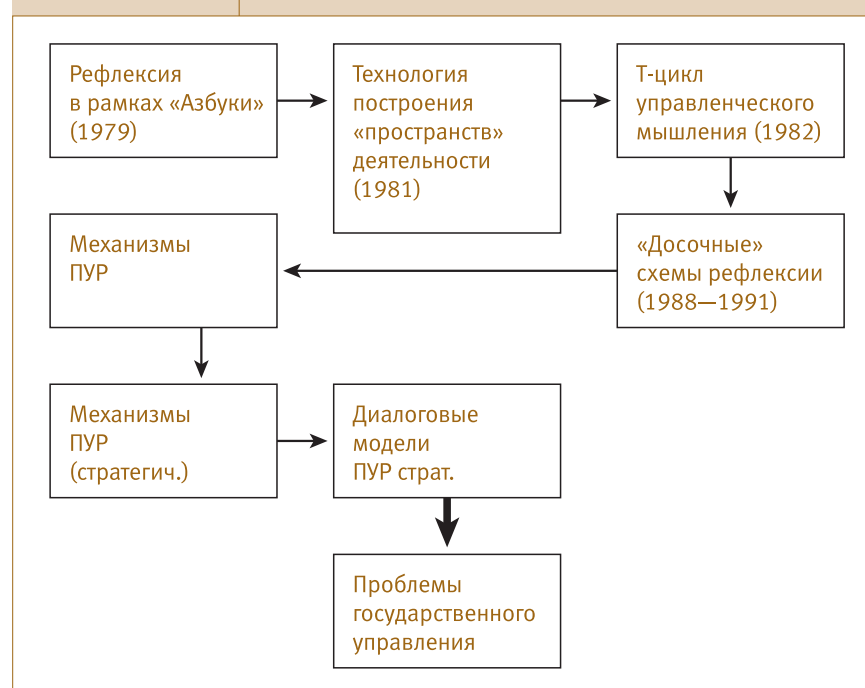 Рефлексия
в рамках «Азбуки»
(1979)
Технология
построения
«пространств»
деятельности
(1981)
Т-цикл
управленческого
мышления (1982)
«Досочные»
схемы рефлексии
(1988—1991)
Механизмы
ПУР
Механизмы
ПУР
(стратегич.)
Диалоговые
модели
ПУР страт.
Проблемы
государственного
управления